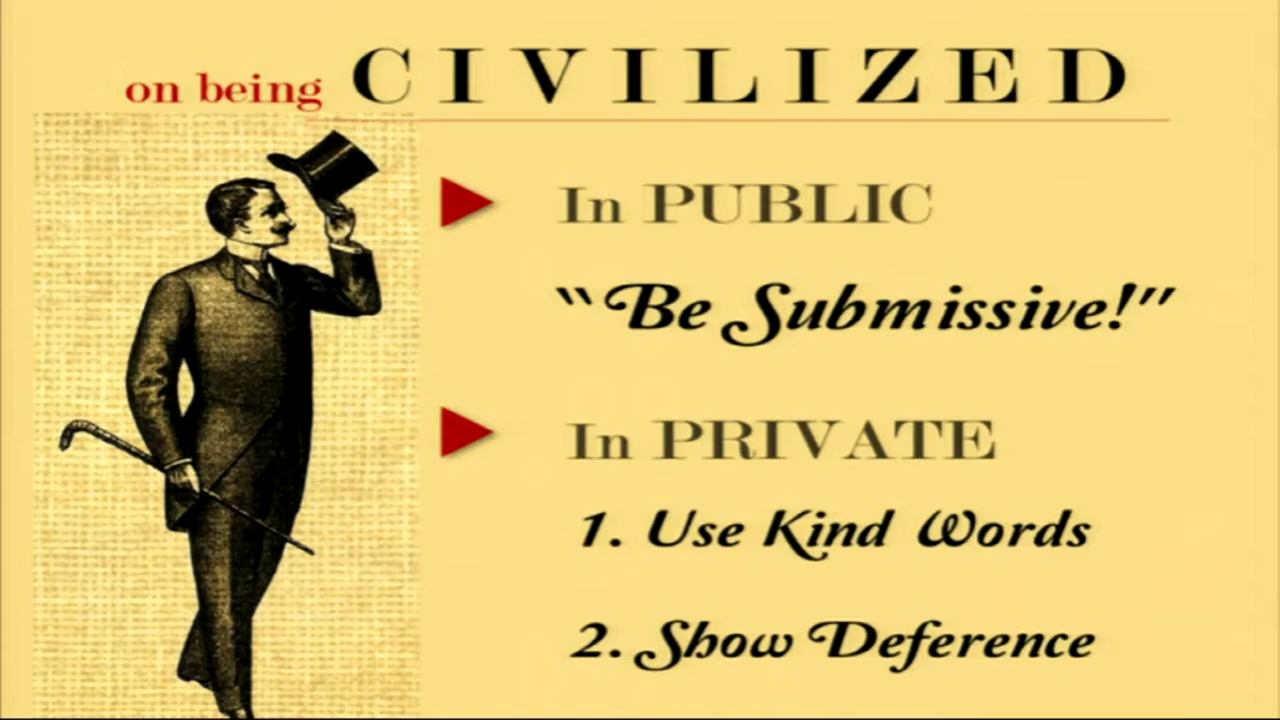 on being CIVILIZED
In PUBLIC
“Be Submissive!”
In PRIVATE
1. Use Kind Words
2. Show Deference